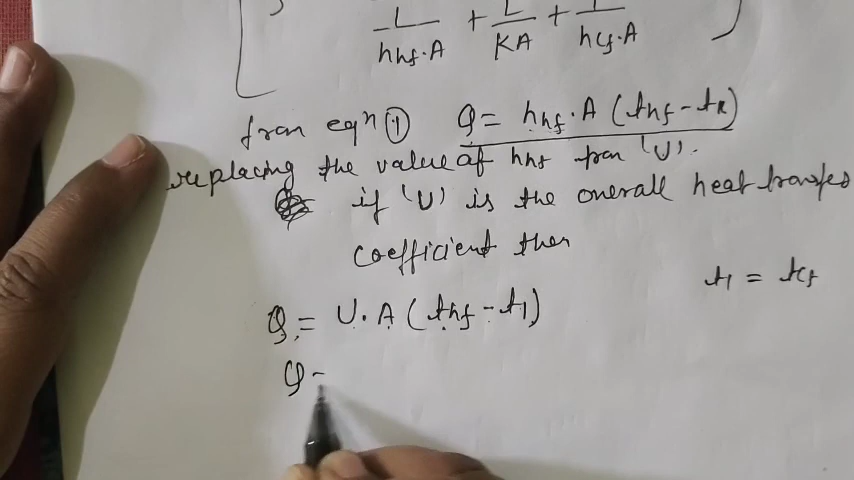 L/(hhf·A) + L/(KA) + 1/(hcf·A)
from eqn ① Q = hhf·A (thf - t1)
replacing the value of hhf from 'U'.
if 'U' is the overall heat transfer
coefficient then
t1 = tcf
Q = U·A (thf - t1)
Q -